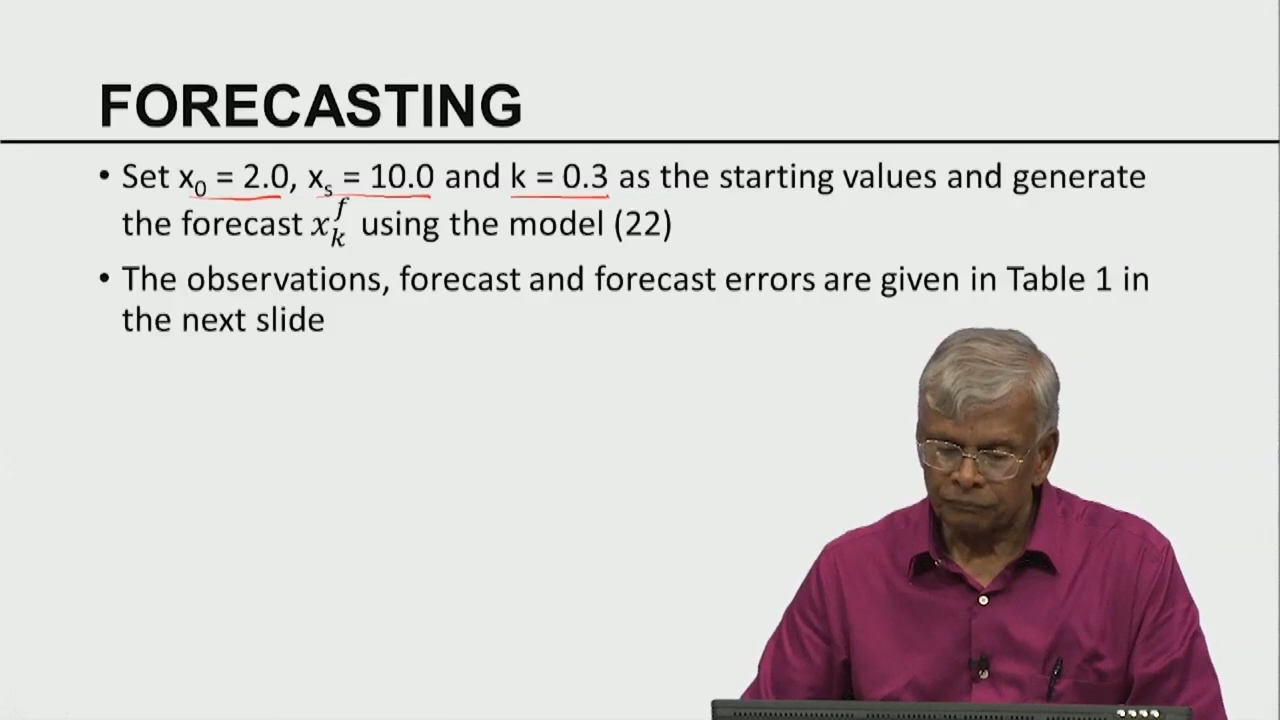 FORECASTING
• Set x₀ = 2.0, xₛ = 10.0 and k = 0.3 as the starting values and generate
the forecast x_k^f using the model (22)
• The observations, forecast and forecast errors are given in Table 1 in
the next slide